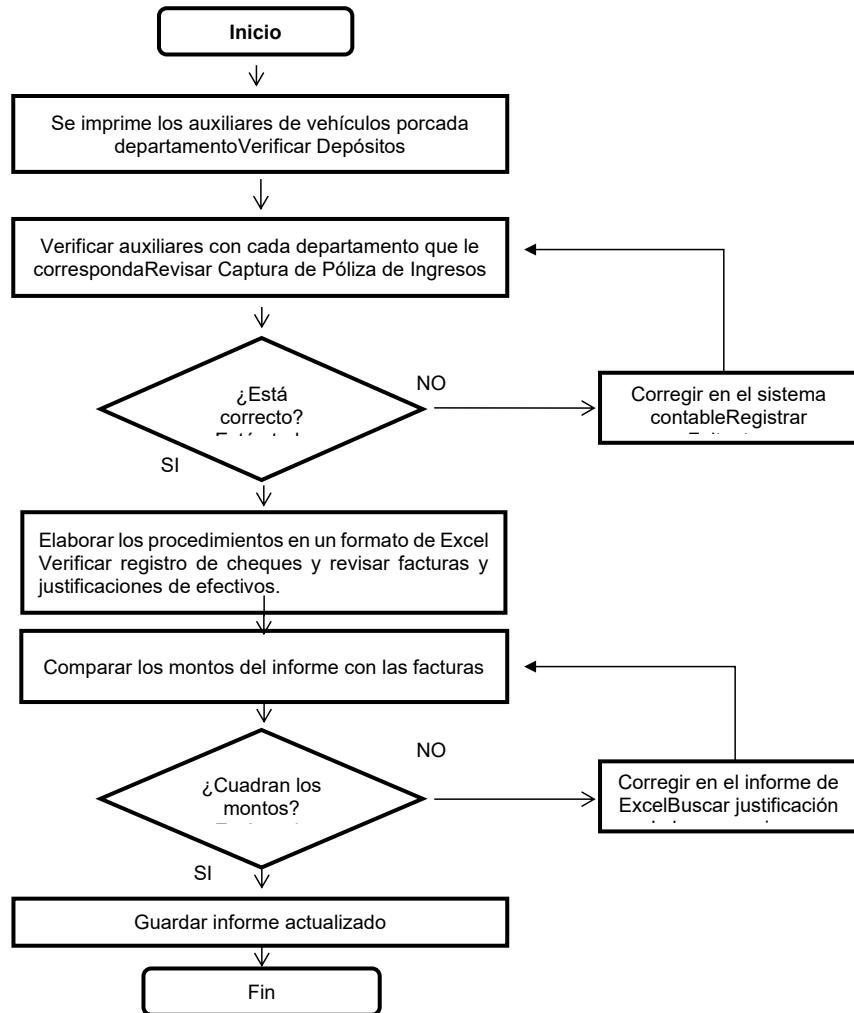 Inicio
Se imprime los auxiliares de vehículos porcada
departamentoVerificar Depósitos
Verificar auxiliares con cada departamento que le
correspondaRevisar Captura de Póliza de Ingresos
¿Está
correcto?
NO
Corregir en el sistema
contableRegistrar
SI
Elaborar los procedimientos en un formato de Excel
Verificar registro de cheques y revisar facturas y
justificaciones de efectivos.
Comparar los montos del informe con las facturas
¿Cuadran los
montos?
NO
Corregir en el informe de
ExcelBuscar justificación
SI
Guardar informe actualizado
Fin